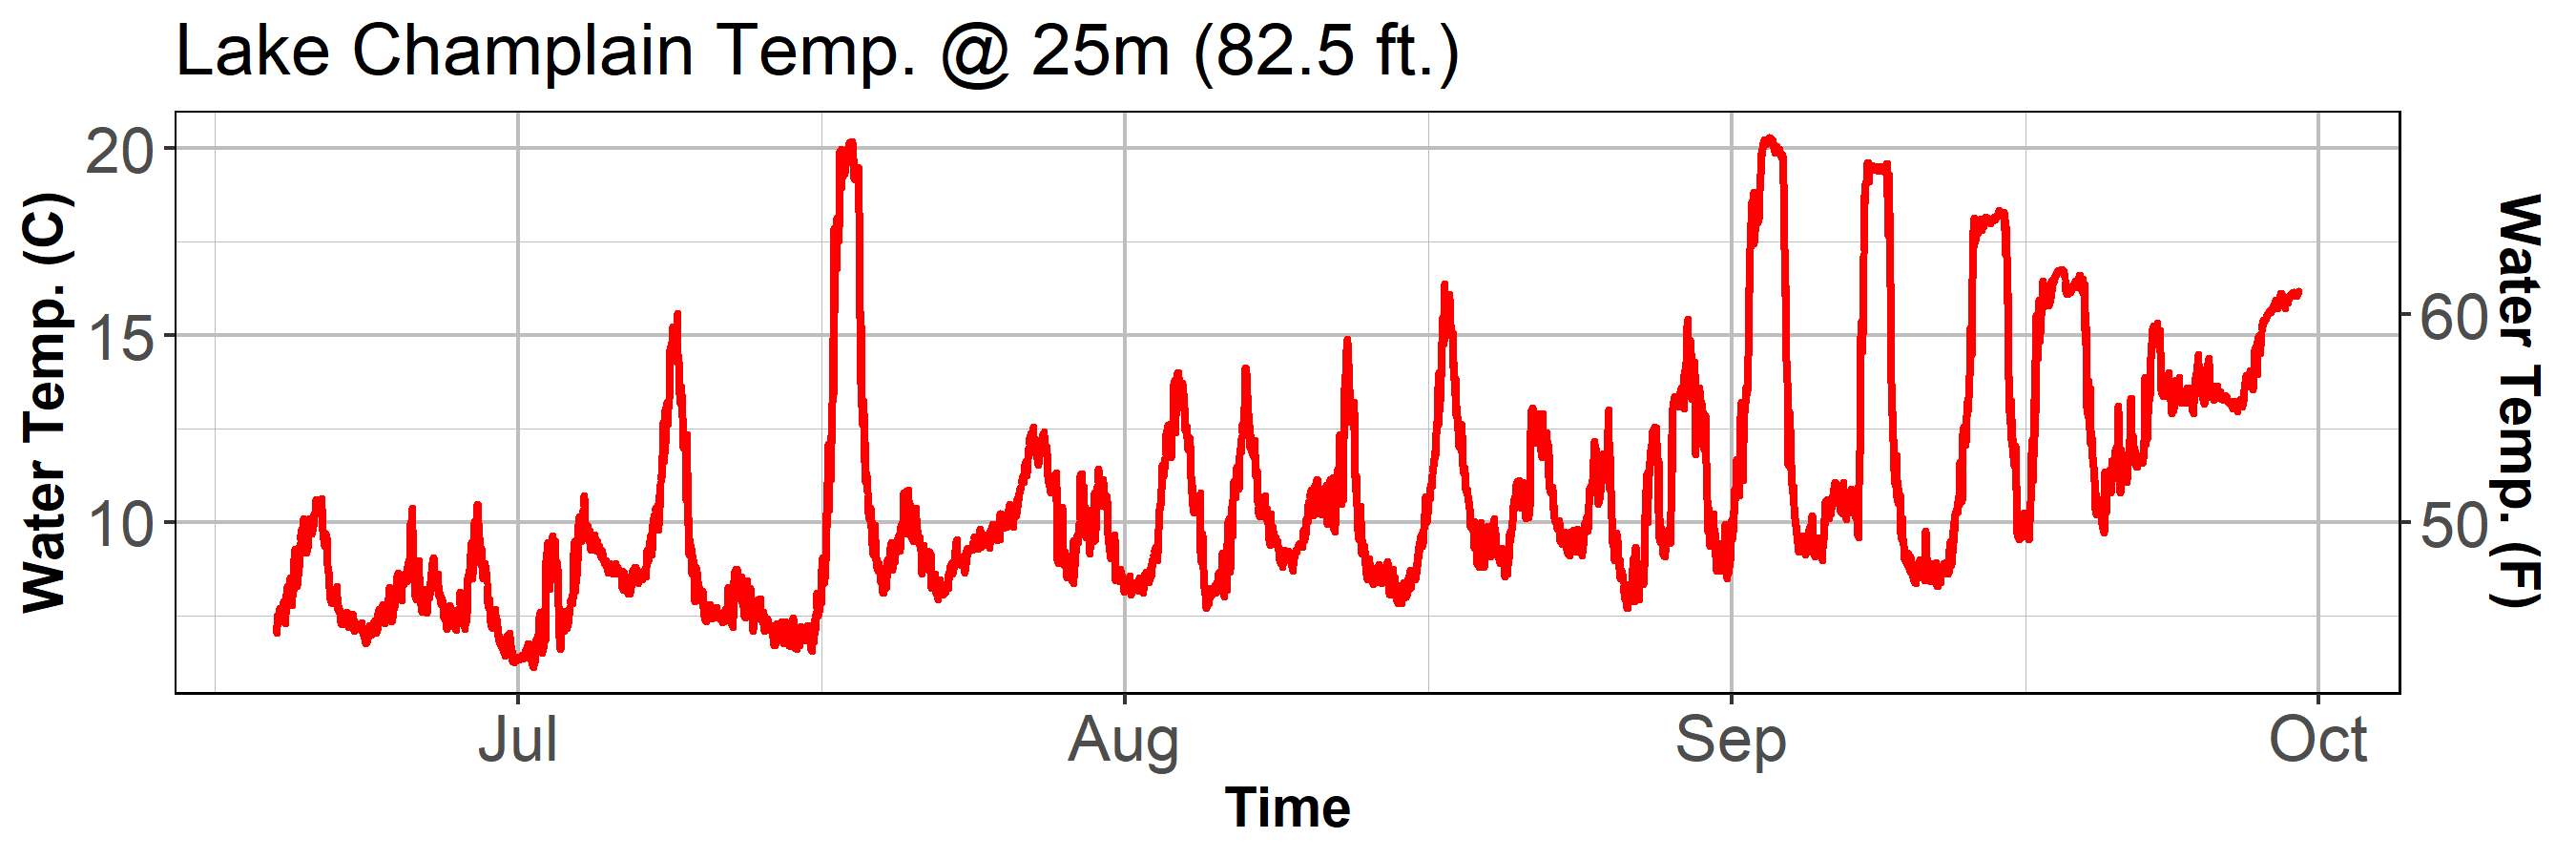 Lake Champlain Temp. @ 25m (82.5 ft.)
Water Temp. (C)
20
15
10
Water Temp. (F)
60
50
Jul
Aug
Sep
Oct
Time